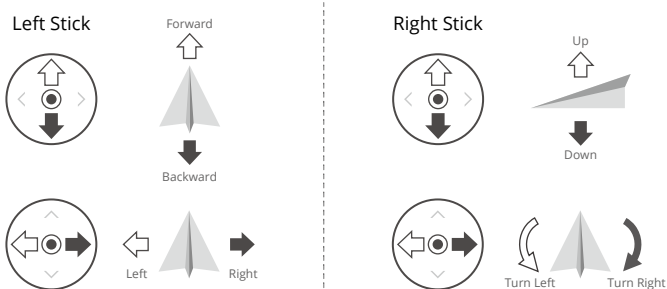 Left Stick
Forward
Backward
Left
Right
Right Stick
Up
Down
Turn Left
Turn Right